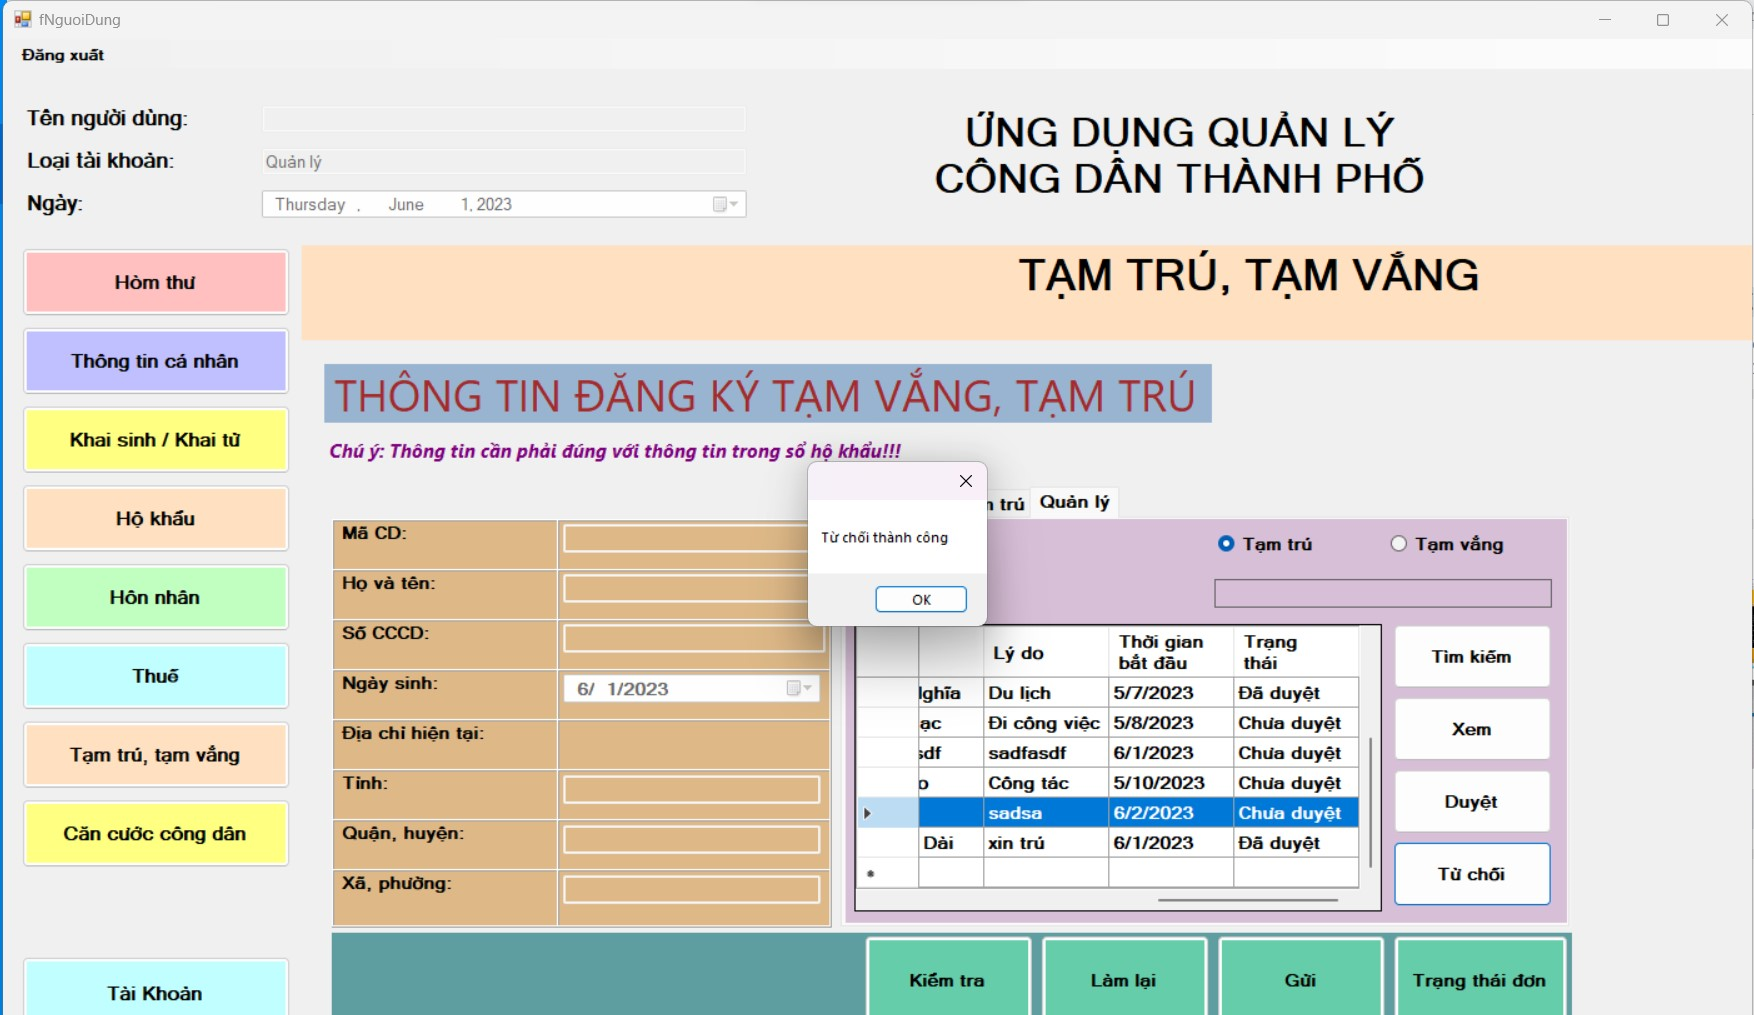 fNguoiDung
Đăng xuất
Tên người dùng:
Loại tài khoản:
Quản lý
Ngày:
Thursday , June 1, 2023
ỨNG DỤNG QUẢN LÝ
CÔNG DÂN THÀNH PHỐ
TẠM TRÚ, TẠM VẮNG
Hòm thư
Thông tin cá nhân
Khai sinh / Khai tử
Hộ khẩu
Hôn nhân
Thuế
Tạm trú, tạm vắng
Căn cước công dân
Tài Khoản
THÔNG TIN ĐĂNG KÝ TẠM VẮNG, TẠM TRÚ
Chú ý: Thông tin cần phải đúng với thông tin trong sổ hộ khẩu!!!
Mã CD:
Họ và tên:
Số CCCD:
Ngày sinh:
6/ 1/2023
Địa chỉ hiện tại:
Tỉnh:
Quận, huyện:
Xã, phường:
Từ chối thành công
OK
trú
Quản lý
Tạm trú
Tạm vắng
Lý do
Thời gian bắt đầu
Trạng thái
Du lịch 5/7/2023 Đã duyệt
Đi công việc 5/8/2023 Chưa duyệt
sadfasdf 6/1/2023 Chưa duyệt
Công tác 5/10/2023 Chưa duyệt
sadsa 6/2/2023 Chưa duyệt
Dài xin trú 6/1/2023 Đã duyệt
Tìm kiếm
Xem
Duyệt
Từ chối
Kiểm tra
Làm lại
Gửi
Trạng thái đơn